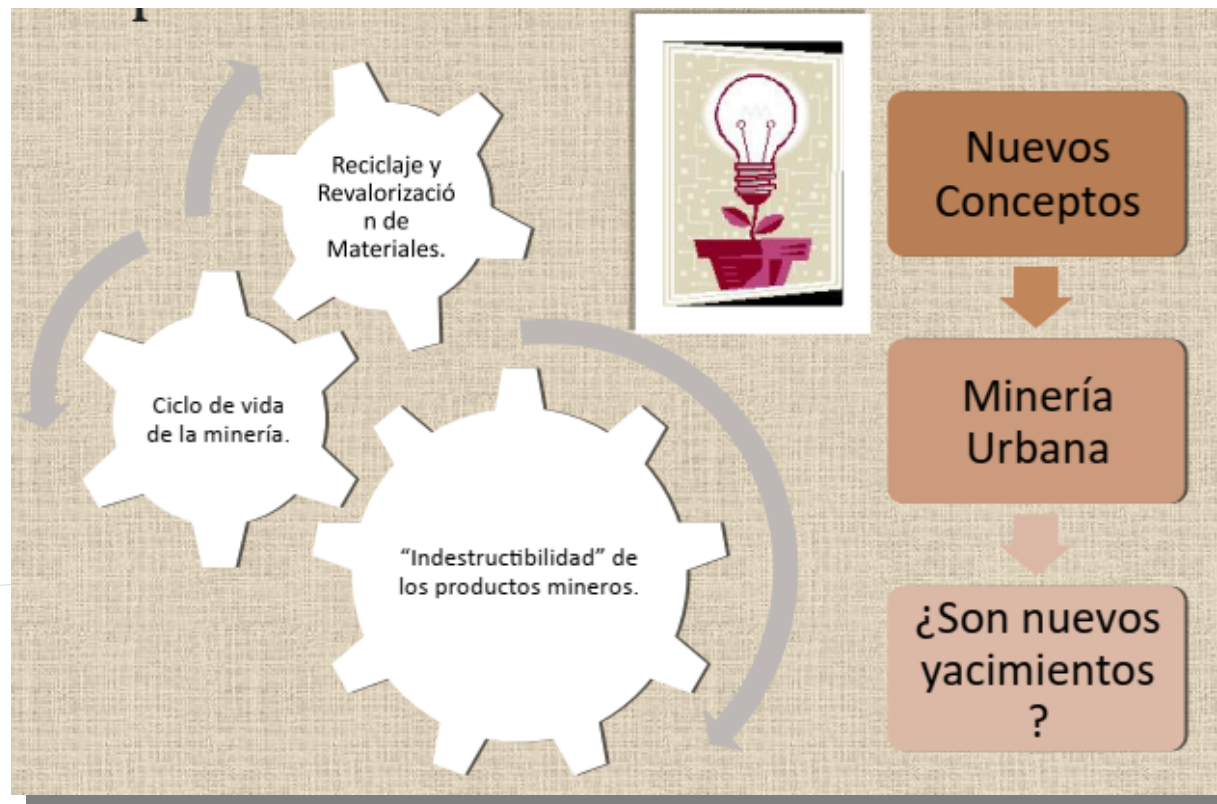 Reciclaje y
Revalorizació
n de
Materiales.
Ciclo de vida
de la minería.
“Indestructibilidad” de
los productos mineros.
Nuevos
Conceptos
Minería
Urbana
¿Son nuevos
yacimientos
?